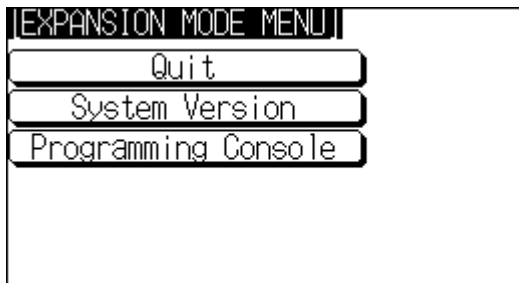 [EXPANSION MODE MENU]
Quit
System Version
Programming Console